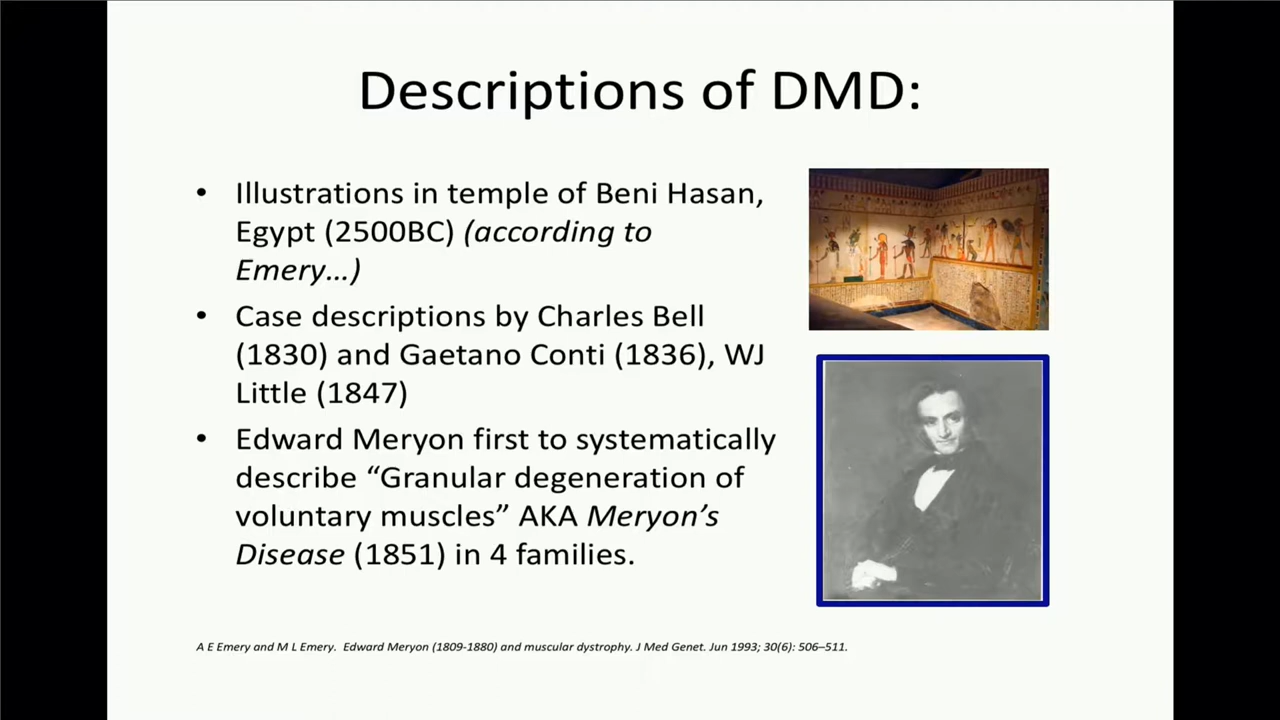 Descriptions of DMD:
• Illustrations in temple of Beni Hasan,
Egypt (2500BC) (according to
Emery...)
• Case descriptions by Charles Bell
(1830) and Gaetano Conti (1836), WJ
Little (1847)
• Edward Meryon first to systematically
describe “Granular degeneration of
voluntary muscles” AKA Meryon’s
Disease (1851) in 4 families.
A E Emery and M L Emery. Edward Meryon (1809-1880) and muscular dystrophy. J Med Genet. Jun 1993; 30(6): 506–511.